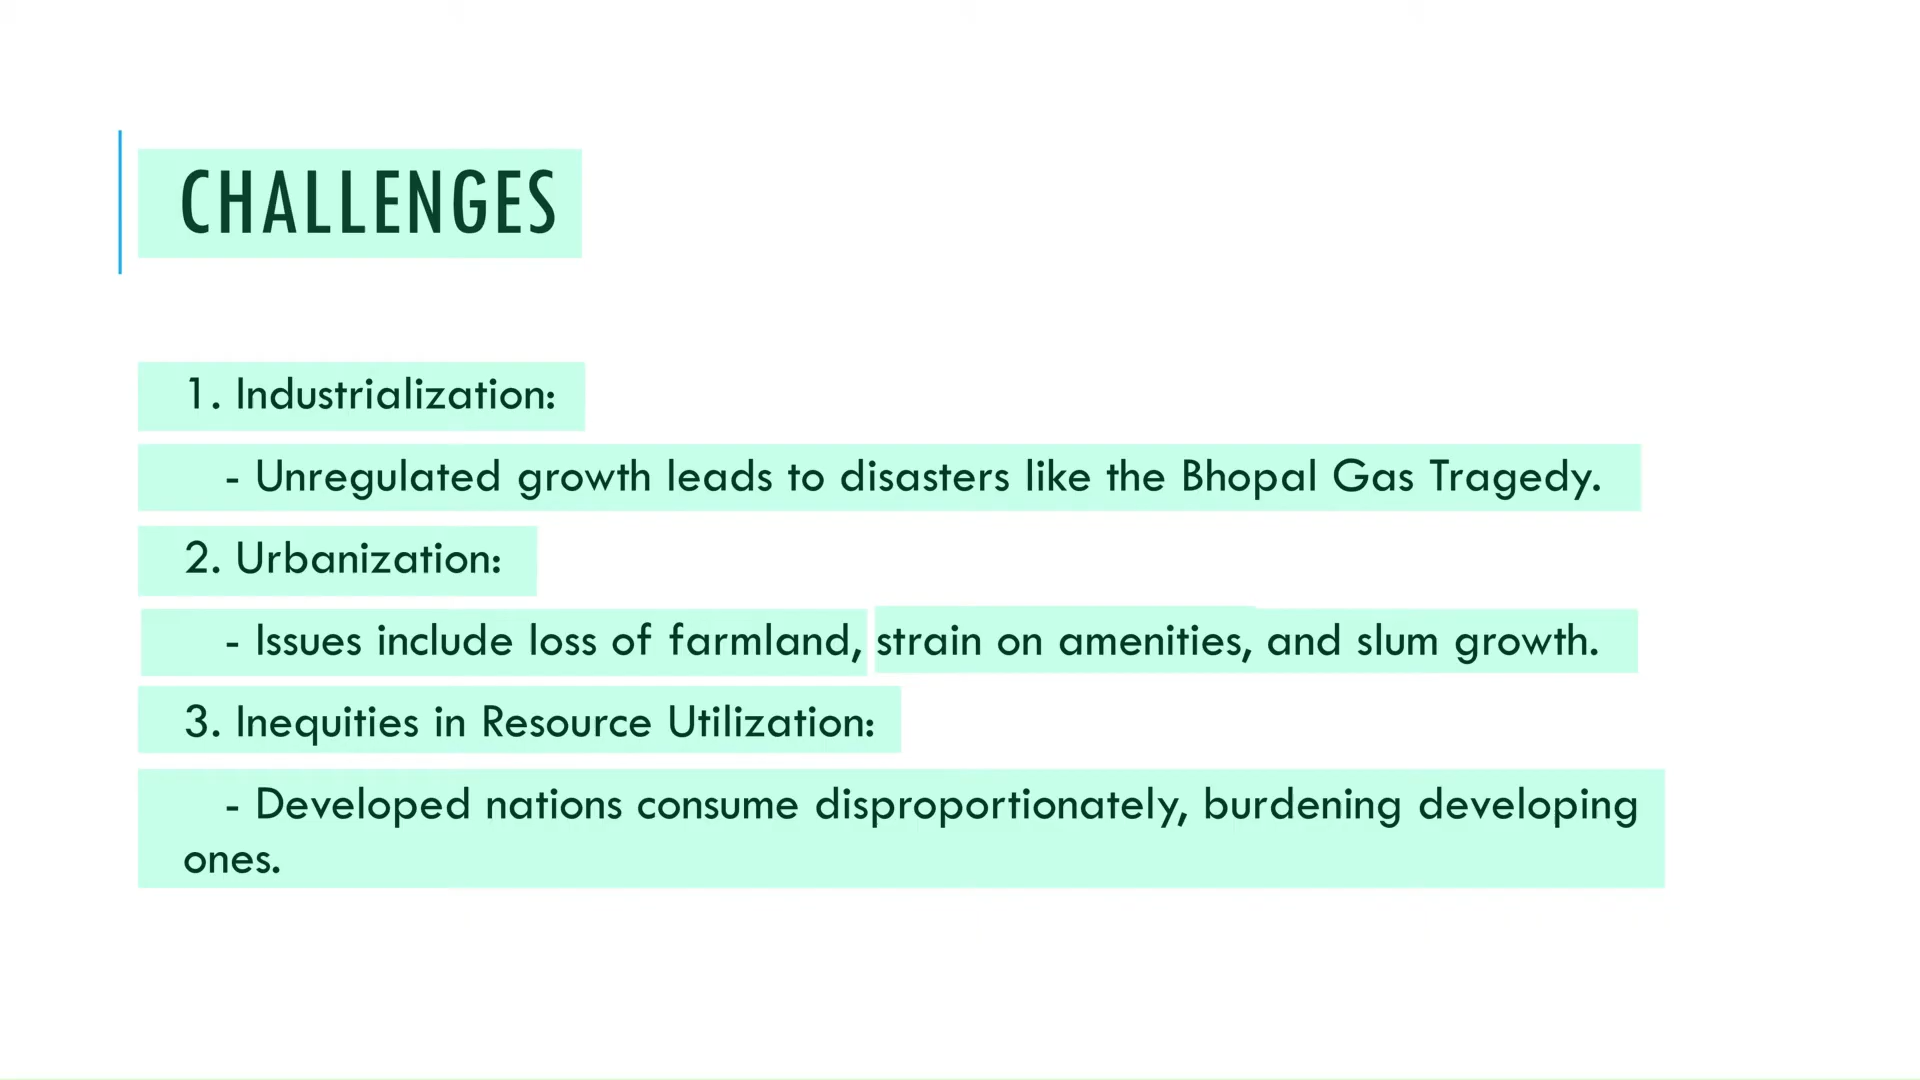 CHALLENGES
1. Industrialization:
- Unregulated growth leads to disasters like the Bhopal Gas Tragedy.
2. Urbanization:
- Issues include loss of farmland, strain on amenities, and slum growth.
3. Inequities in Resource Utilization:
- Developed nations consume disproportionately, burdening developing
ones.